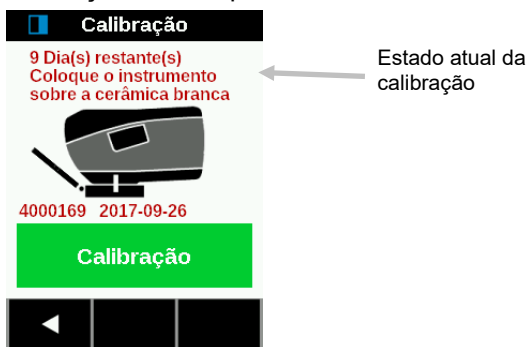 Calibração
9 Dia(s) restante(s)
Coloque o instrumento
sobre a cerâmica branca
4000169 2017-09-26
Calibração
Estado atual da
calibração